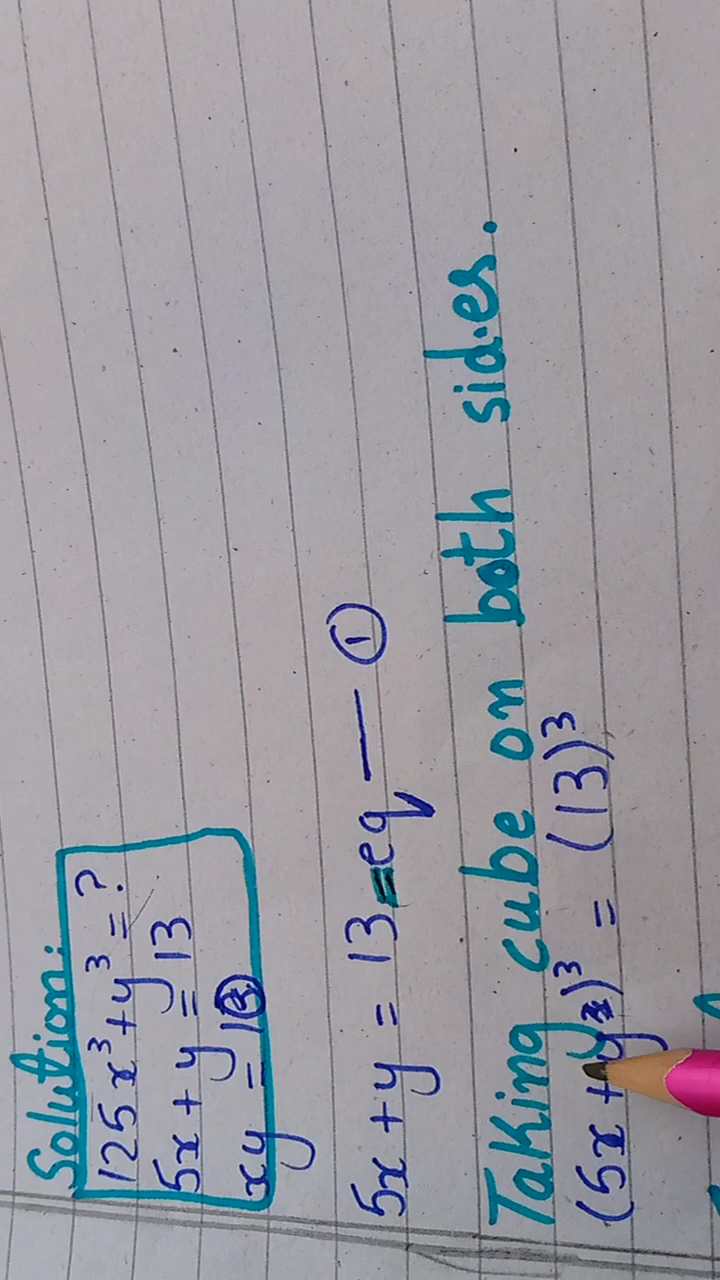 Solution:
125x³+y³=?
5x+y=13
xy =
5x+y = 13 =eq — ①
Taking cube on both sides.
(5x+y)³ = (13)³